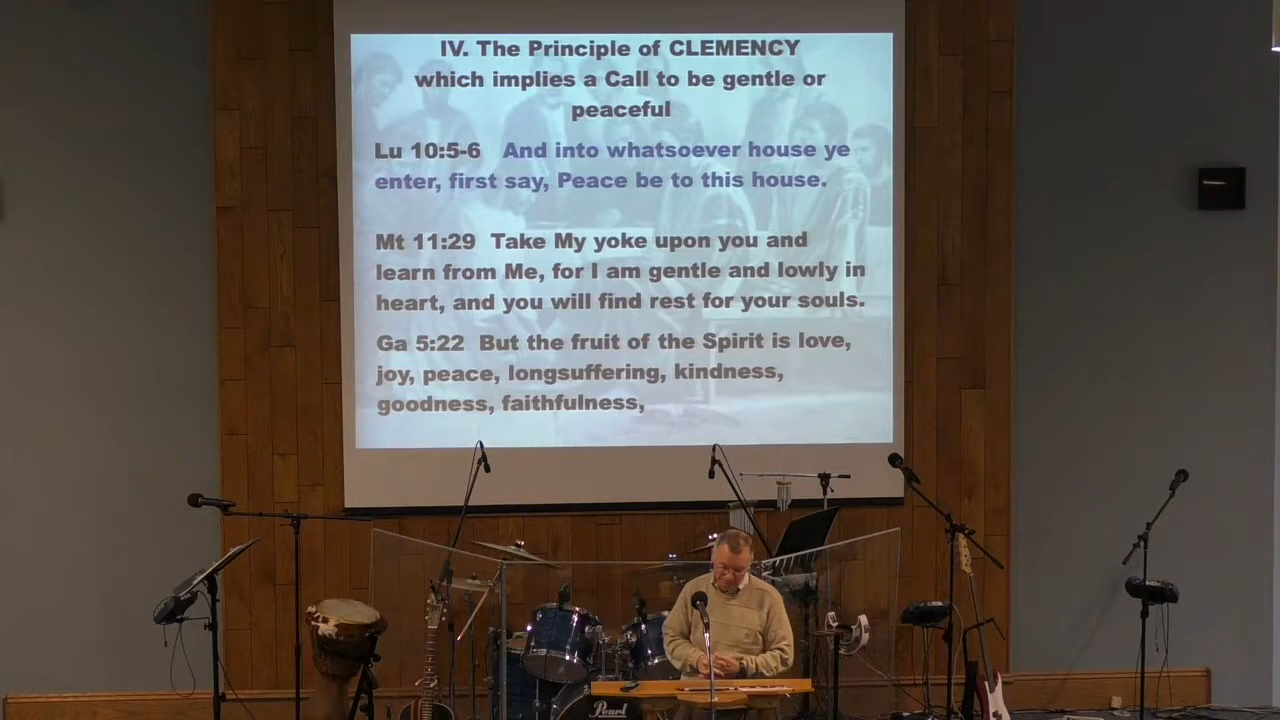 IV. The Principle of CLEMENCY
which implies a Call to be gentle or
peaceful
Lu 10:5-6 And into whatsoever house ye
enter, first say, Peace be to this house.
Mt 11:29 Take My yoke upon you and
learn from Me, for I am gentle and lowly in
heart, and you will find rest for your souls.
Ga 5:22 But the fruit of the Spirit is love,
joy, peace, longsuffering, kindness,
goodness, faithfulness,
Pearl